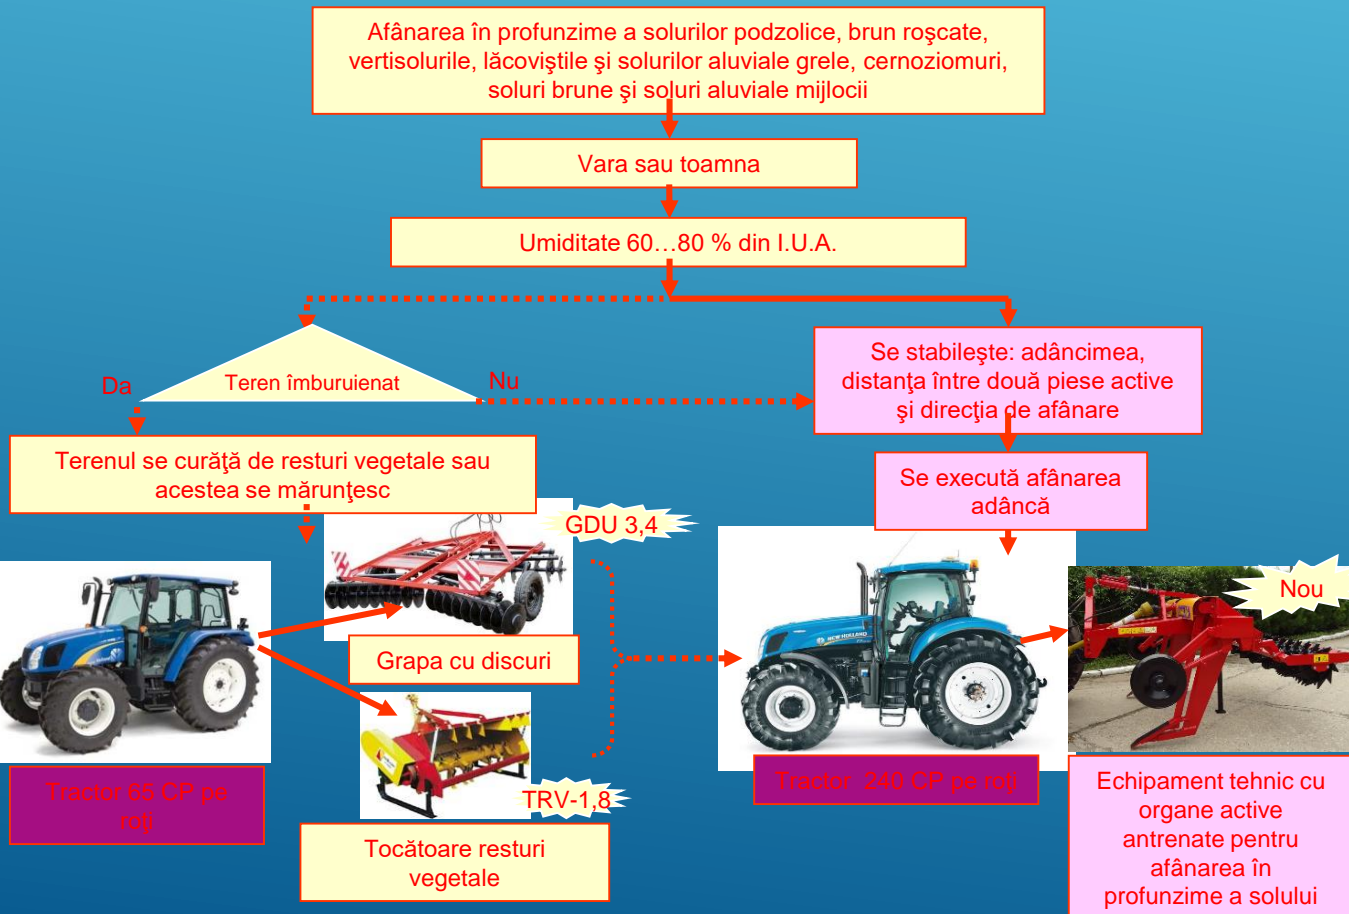 Afânarea în profunzime a solurilor podzolice, brun roşcate,
vertisolurile, lăcoviştile şi solurilor aluviale grele, cernoziomuri,
soluri brune şi soluri aluviale mijlocii
Vara sau toamna
Umiditate 60…80 % din I.U.A.
Da
Teren îmburuienat
Nu
Se stabileşte: adâncimea,
distanţa între două piese active
şi direcţia de afânare
Terenul se curăţă de resturi vegetale sau
acestea se mărunţesc
Se execută afânarea
adâncă
GDU 3,4
Nou
Grapa cu discuri
NEW HOLLAND
TRV-1,8
Tractor 65 CP pe
roţi
Tractor 240 CP pe roţi
Tocătoare resturi
vegetale
Echipament tehnic cu
organe active
antrenate pentru
afânarea în
profunzime a solului